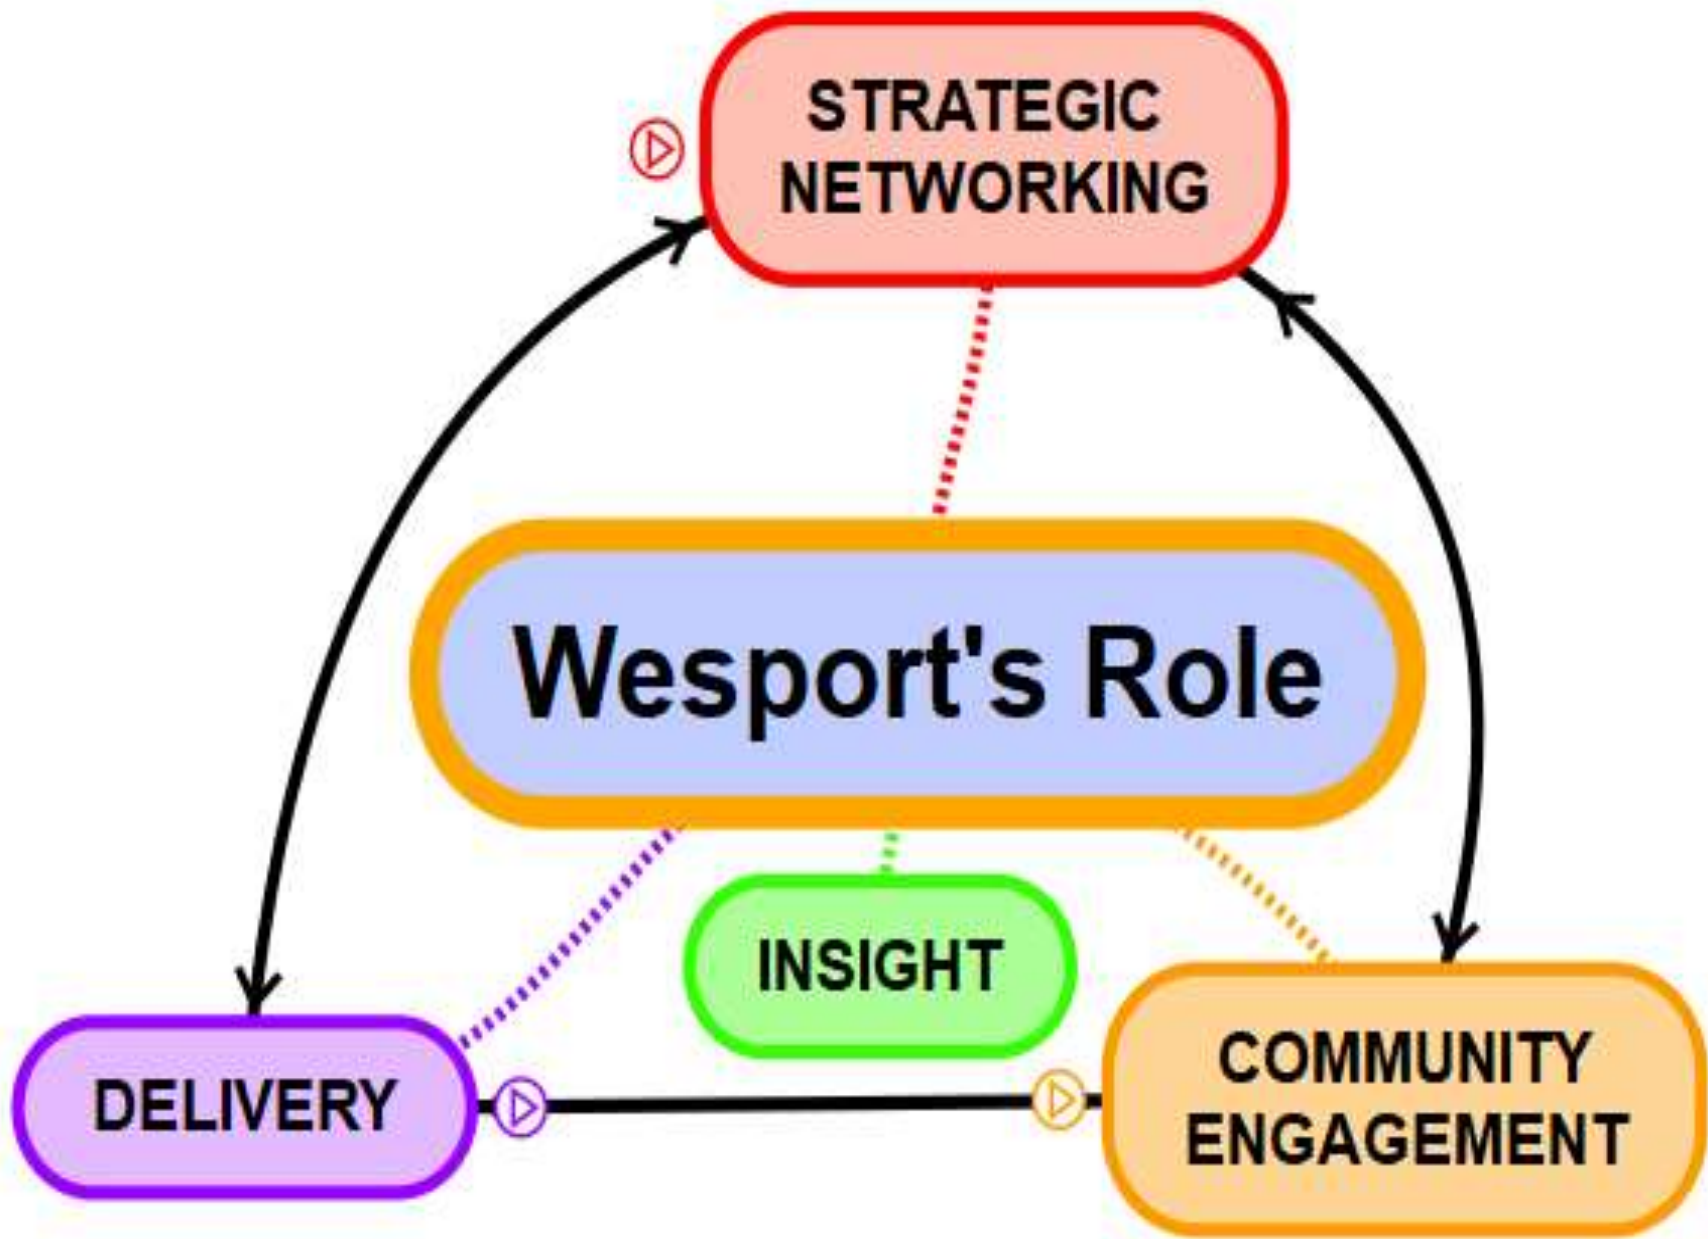 STRATEGIC
NETWORKING
Wesport's Role
INSIGHT
DELIVERY
COMMUNITY
ENGAGEMENT